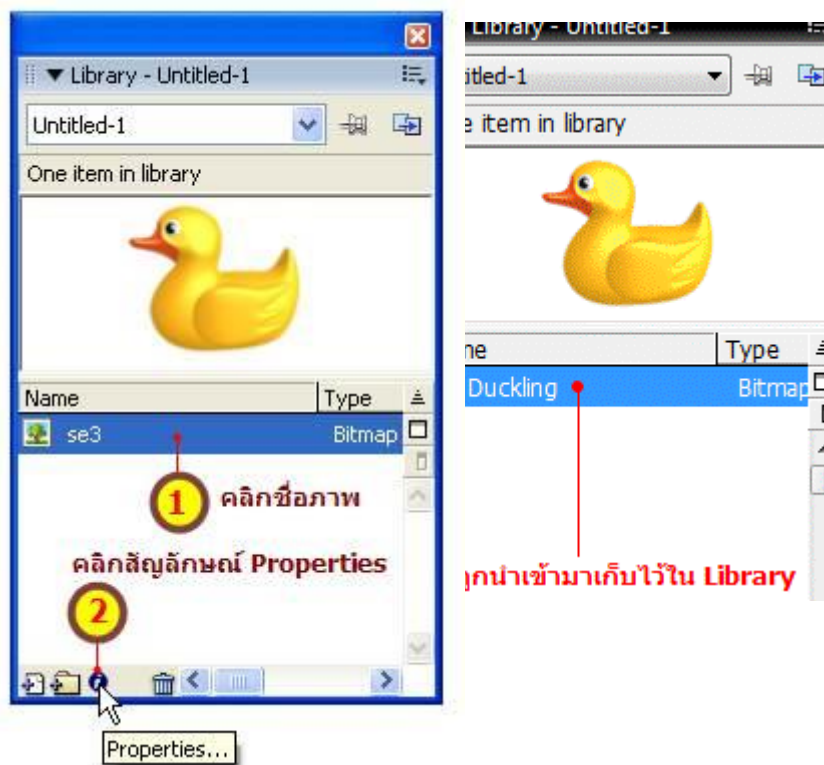 Library - Untitled-1
Untitled-1
One item in library
Name Type
se3 Bitmap
1 คลิกชื่อภาพ
คลิกสัญลักษณ์ Properties
2
Properties...
Library - Untitled-1
titled-1
e item in library
ne Type
Duckling Bitmap
ูกนำเข้ามาเก็บไว้ใน Library